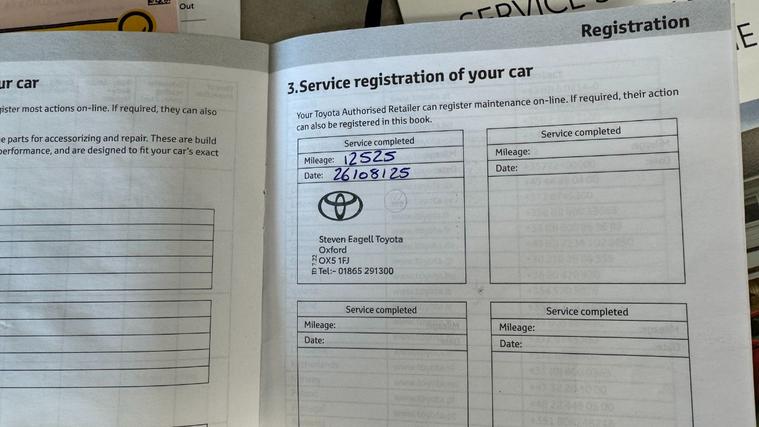 Out
SERVICE
Registration
ur car
gister most actions on-line. If required, they can also
e parts for accessorizing and repair. These are build
performance, and are designed to fit your car's exact
3.Service registration of your car
Your Toyota Authorised Retailer can register maintenance on-line. If required, their action
can also be registered in this book.
Service completed
Mileage: 12525
Date: 26/08/25
Steven Eagell Toyota
Oxford
OX5 1FJ
Tel:- 01865 291300
Service completed
Mileage:
Date:
Service completed
Mileage:
Date:
Service completed
Mileage:
Date: